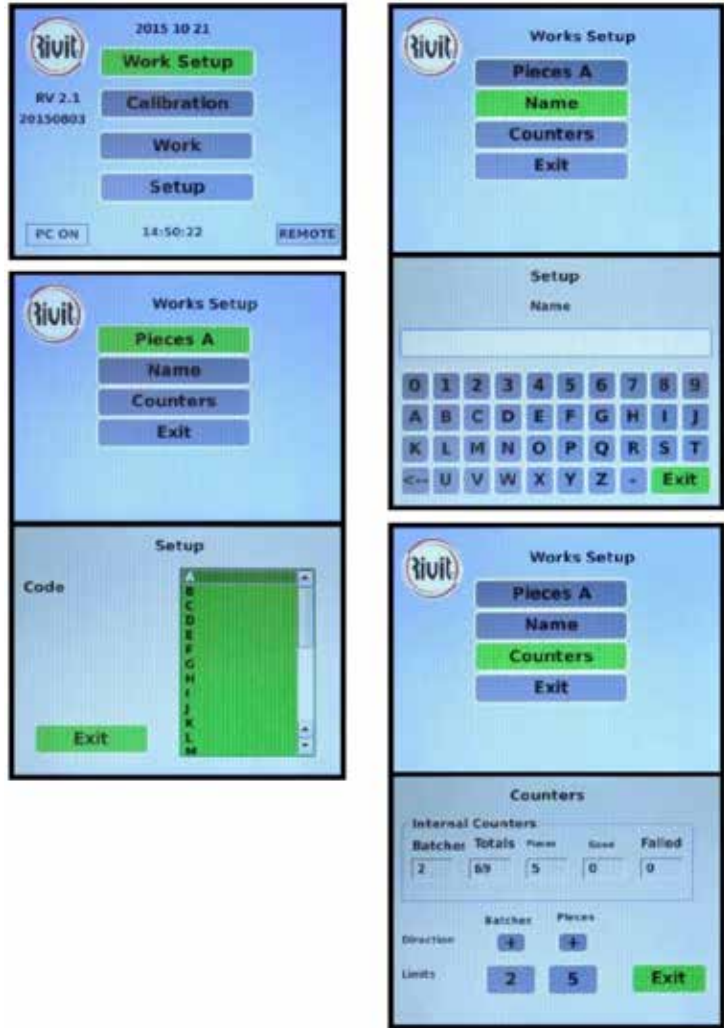 Rivit
2015 10 21
Work Setup
RV 2.1
20150803
Calibration
Work
Setup
PC ON
14:50:22
REMOTE
Rivit
Works Setup
Pieces A
Name
Counters
Exit
Setup
Code
A
B
C
D
E
F
G
H
I
J
K
L
M
Exit
Rivit
Works Setup
Pieces A
Name
Counters
Exit
Setup
Name
0 1 2 3 4 5 6 7 8 9
A B C D E F G H I J
K L M N O P Q R S T
<-- U V W X Y Z - Exit
Rivit
Works Setup
Pieces A
Name
Counters
Exit
Counters
Internal Counters
Batches Totals Pieces Good Failed
2 69 5 0 0
Batches Pieces
Direction + +
Limits 2 5 Exit